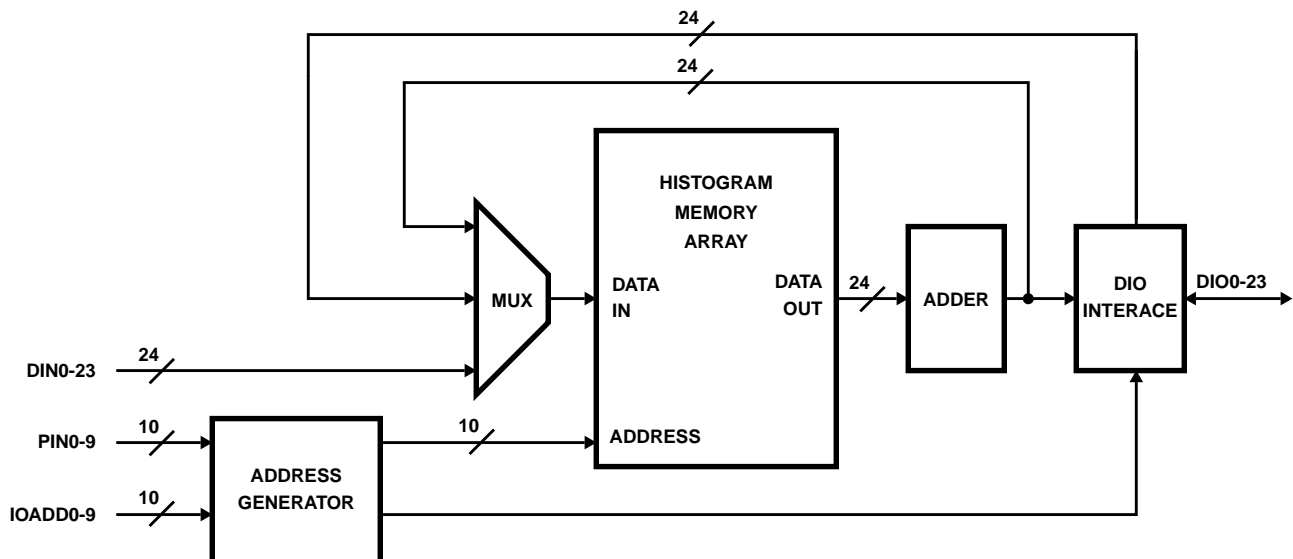 24
24
HISTOGRAM
MEMORY
ARRAY
MUX
DATA
IN
DATA
OUT
24
ADDER
DIO
INTERACE
DIO0-23
DIN0-23
24
PIN0-9
10
10
ADDRESS
ADDRESS
GENERATOR
IOADD0-9
10